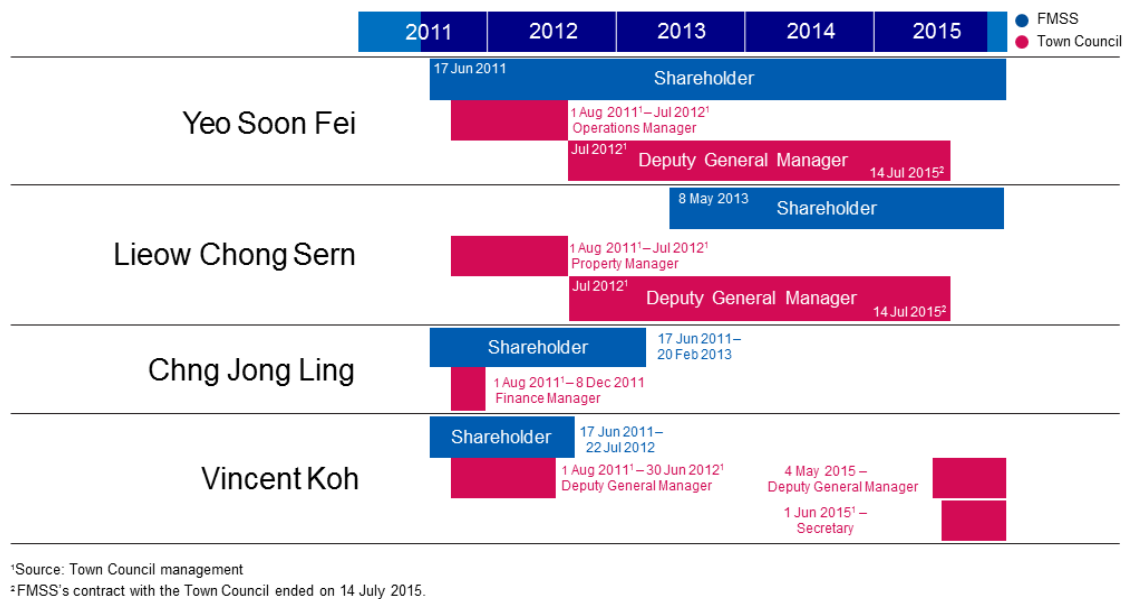 2011 2012 2013 2014 2015
FMSS
Town Council
Yeo Soon Fei
17 Jun 2011
Shareholder
1 Aug 2011¹ – Jul 2012¹
Operations Manager
Jul 2012¹
Deputy General Manager
14 Jul 2015²
Lieow Chong Sern
8 May 2013
Shareholder
1 Aug 2011¹ – Jul 2012¹
Property Manager
Jul 2012¹
Deputy General Manager
14 Jul 2015²
Chng Jong Ling
Shareholder
17 Jun 2011–
20 Feb 2013
1 Aug 2011¹ – 8 Dec 2011
Finance Manager
Vincent Koh
Shareholder
17 Jun 2011–
22 Jul 2012
1 Aug 2011¹ – 30 Jun 2012¹
Deputy General Manager
4 May 2015 –
Deputy General Manager
1 Jun 2015¹ –
Secretary
¹Source: Town Council management
²FMSS's contract with the Town Council ended on 14 July 2015.